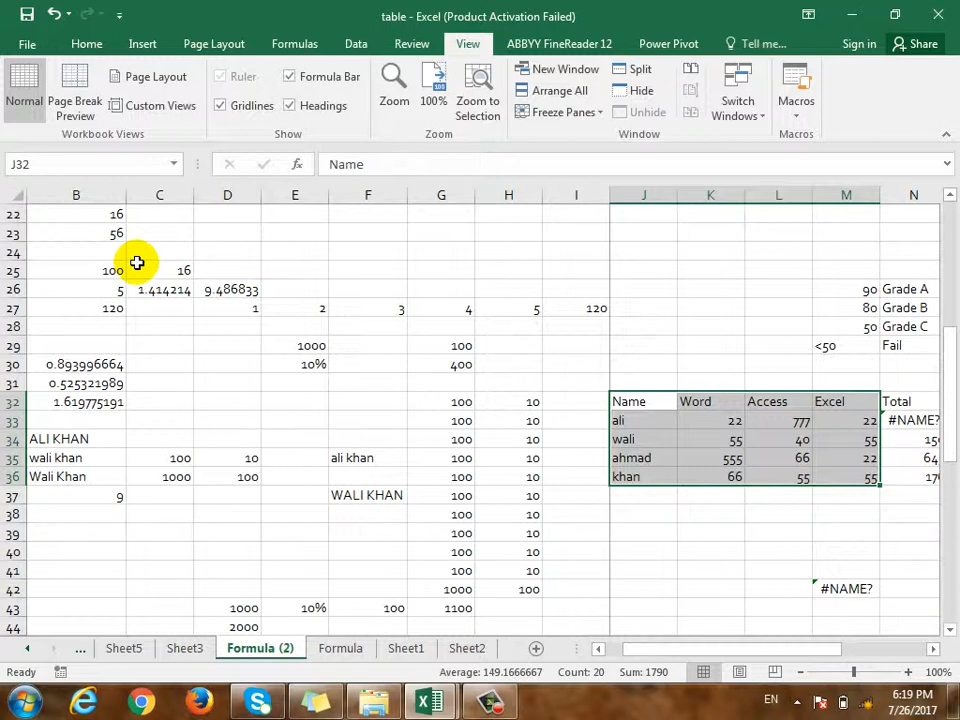 table - Excel (Product Activation Failed)
File Home Insert Page Layout Formulas Data Review View ABBYY FineReader 12 Power Pivot Tell me... Sign in Share
Normal
Page Break Preview
Page Layout
Custom Views
Workbook Views
Ruler
Formula Bar
Gridlines
Headings
Show
Zoom
100%
Zoom to Selection
Zoom
New Window
Arrange All
Freeze Panes
Split
Hide
Unhide
Switch Windows
Window
Macros
Macros
J32 fx Name
B C D E F G H I J K L M N
22 16
23 56
24
25 100 16
26 5 1.414214 9.486833 90 Grade A
27 120 1 2 3 4 5 120 80 Grade B
28 50 Grade C
29 1000 100 <50 Fail
30 0.893996664 10% 400
31 0.525321989
32 1.619775191 100 10 Name Word Access Excel Total
33 100 10 ali 22 777 22 #NAME?
34 ALI KHAN 100 10 wali 55 40 55 15
35 wali khan 100 10 ali khan 100 10 ahmad 555 66 22 64
36 Wali Khan 1000 100 100 10 khan 66 55 55 17
37 9 WALI KHAN 100 10
38 100 10
39 100 10
40 100 10
41 100 10
42 1000 100 #NAME?
43 1000 10% 100 1100
44 2000
... Sheet5 Sheet3 Formula (2) Formula Sheet1 Sheet2
Ready Average: 149.1666667 Count: 20 Sum: 1790 100%
EN 6:19 PM
7/26/2017